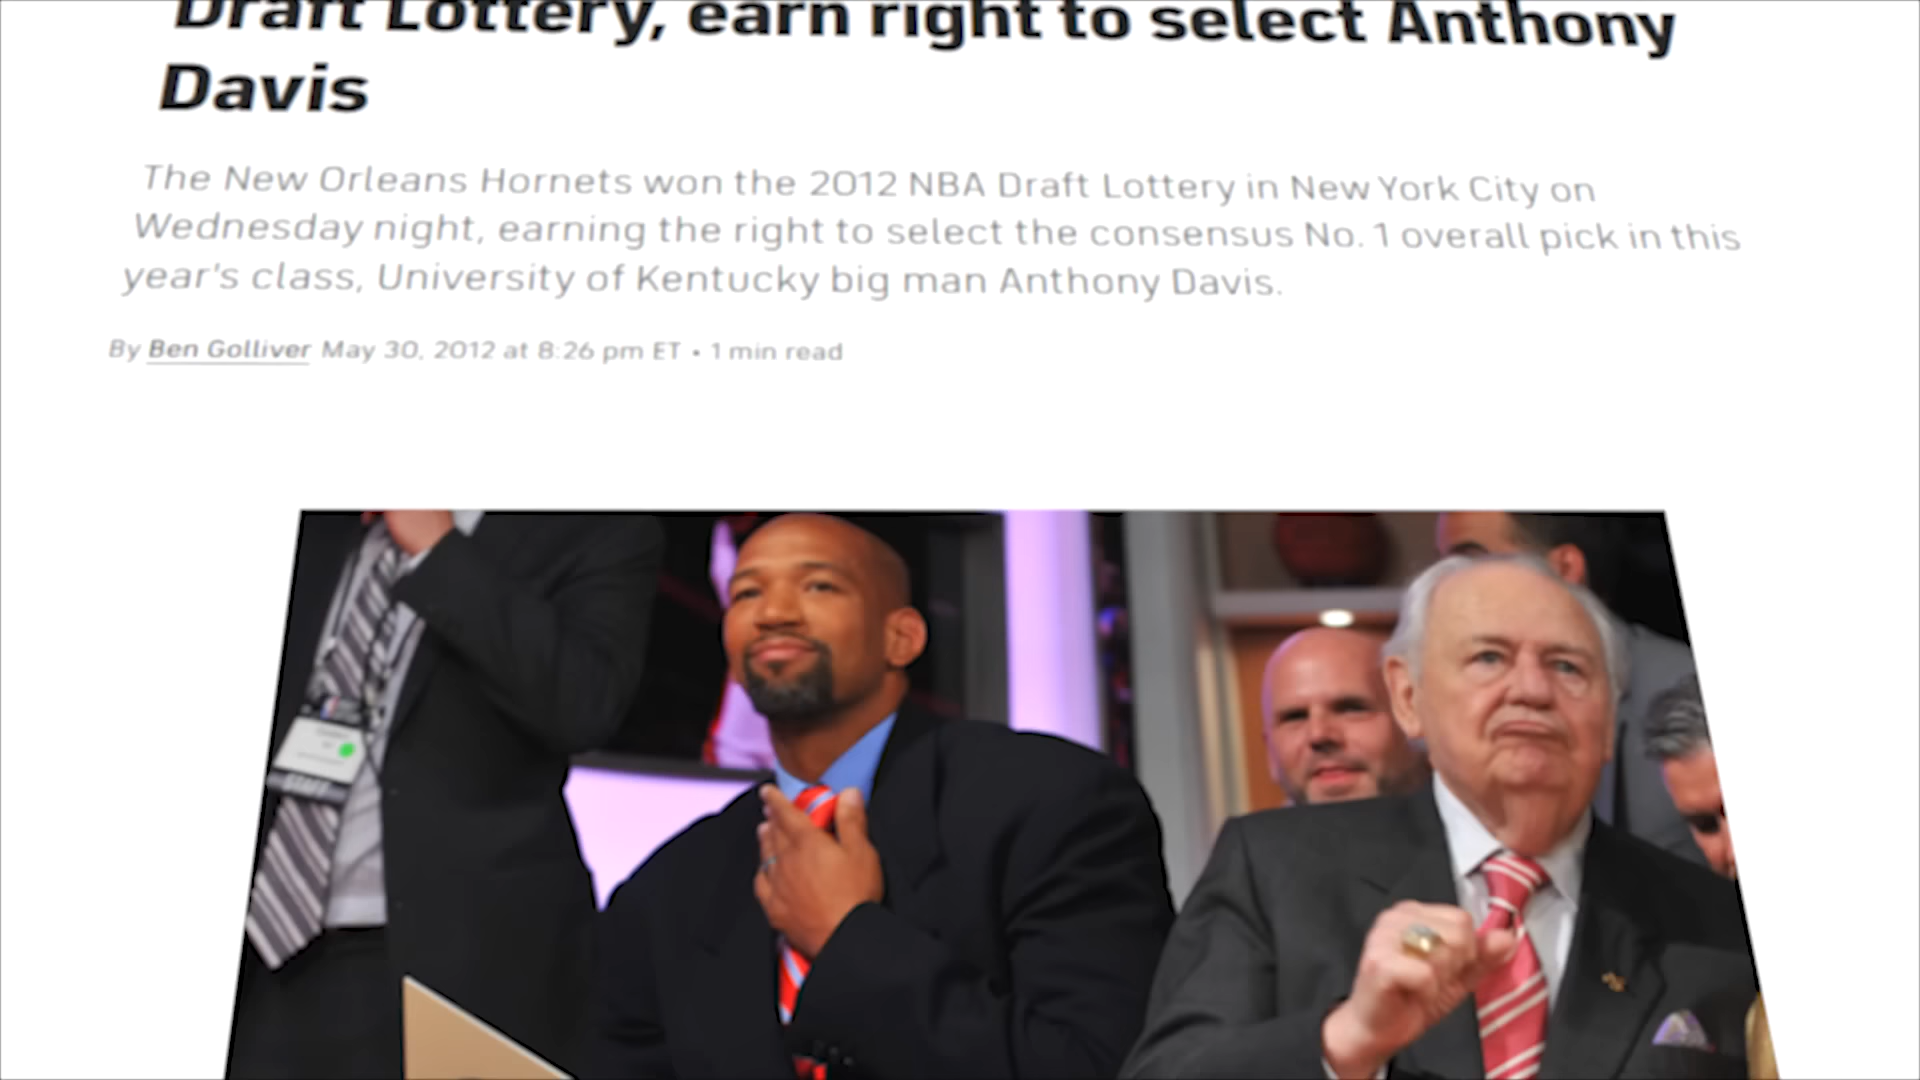 Draft Lottery, earn right to select Anthony
Davis
The New Orleans Hornets won the 2012 NBA Draft Lottery in New York City on
Wednesday night, earning the right to select the consensus No. 1 overall pick in this
year's class, University of Kentucky big man Anthony Davis.
By Ben Golliver May 30, 2012 at 8:26 pm ET • 1 min read